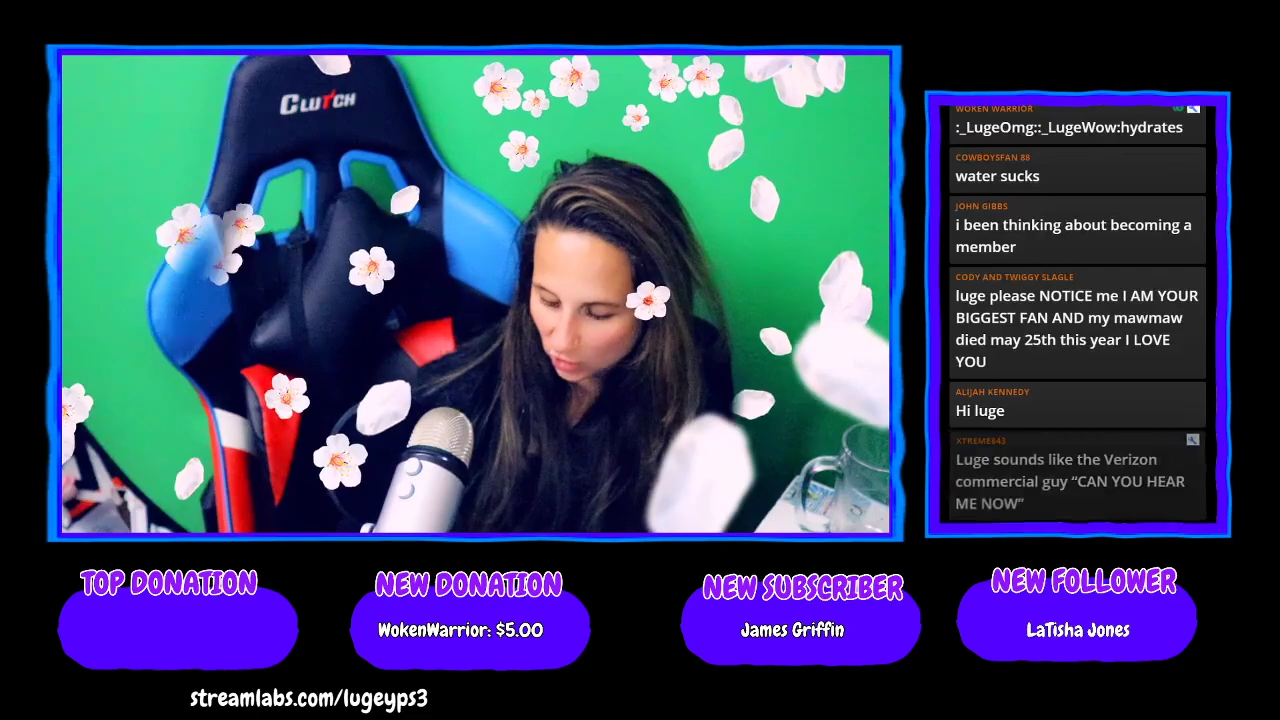 CLUTCH
WOKEN WARRIOR
:_LugeOmg::_LugeWow:hydrates
COWBOYSFAN 88
water sucks
JOHN GIBBS
i been thinking about becoming a
member
CODY AND TWIGGY SLAGLE
luge please NOTICE me I AM YOUR
BIGGEST FAN AND my mawmaw
died may 25th this year I LOVE
YOU
ALIJAH KENNEDY
Hi luge
XTREME643
Luge sounds like the Verizon
commercial guy “CAN YOU HEAR
ME NOW”
TOP DONATION
NEW DONATION
WokenWarrior: $5.00
NEW SUBSCRIBER
James Griffin
NEW FOLLOWER
LaTisha Jones
streamlabs.com/lugeyps3